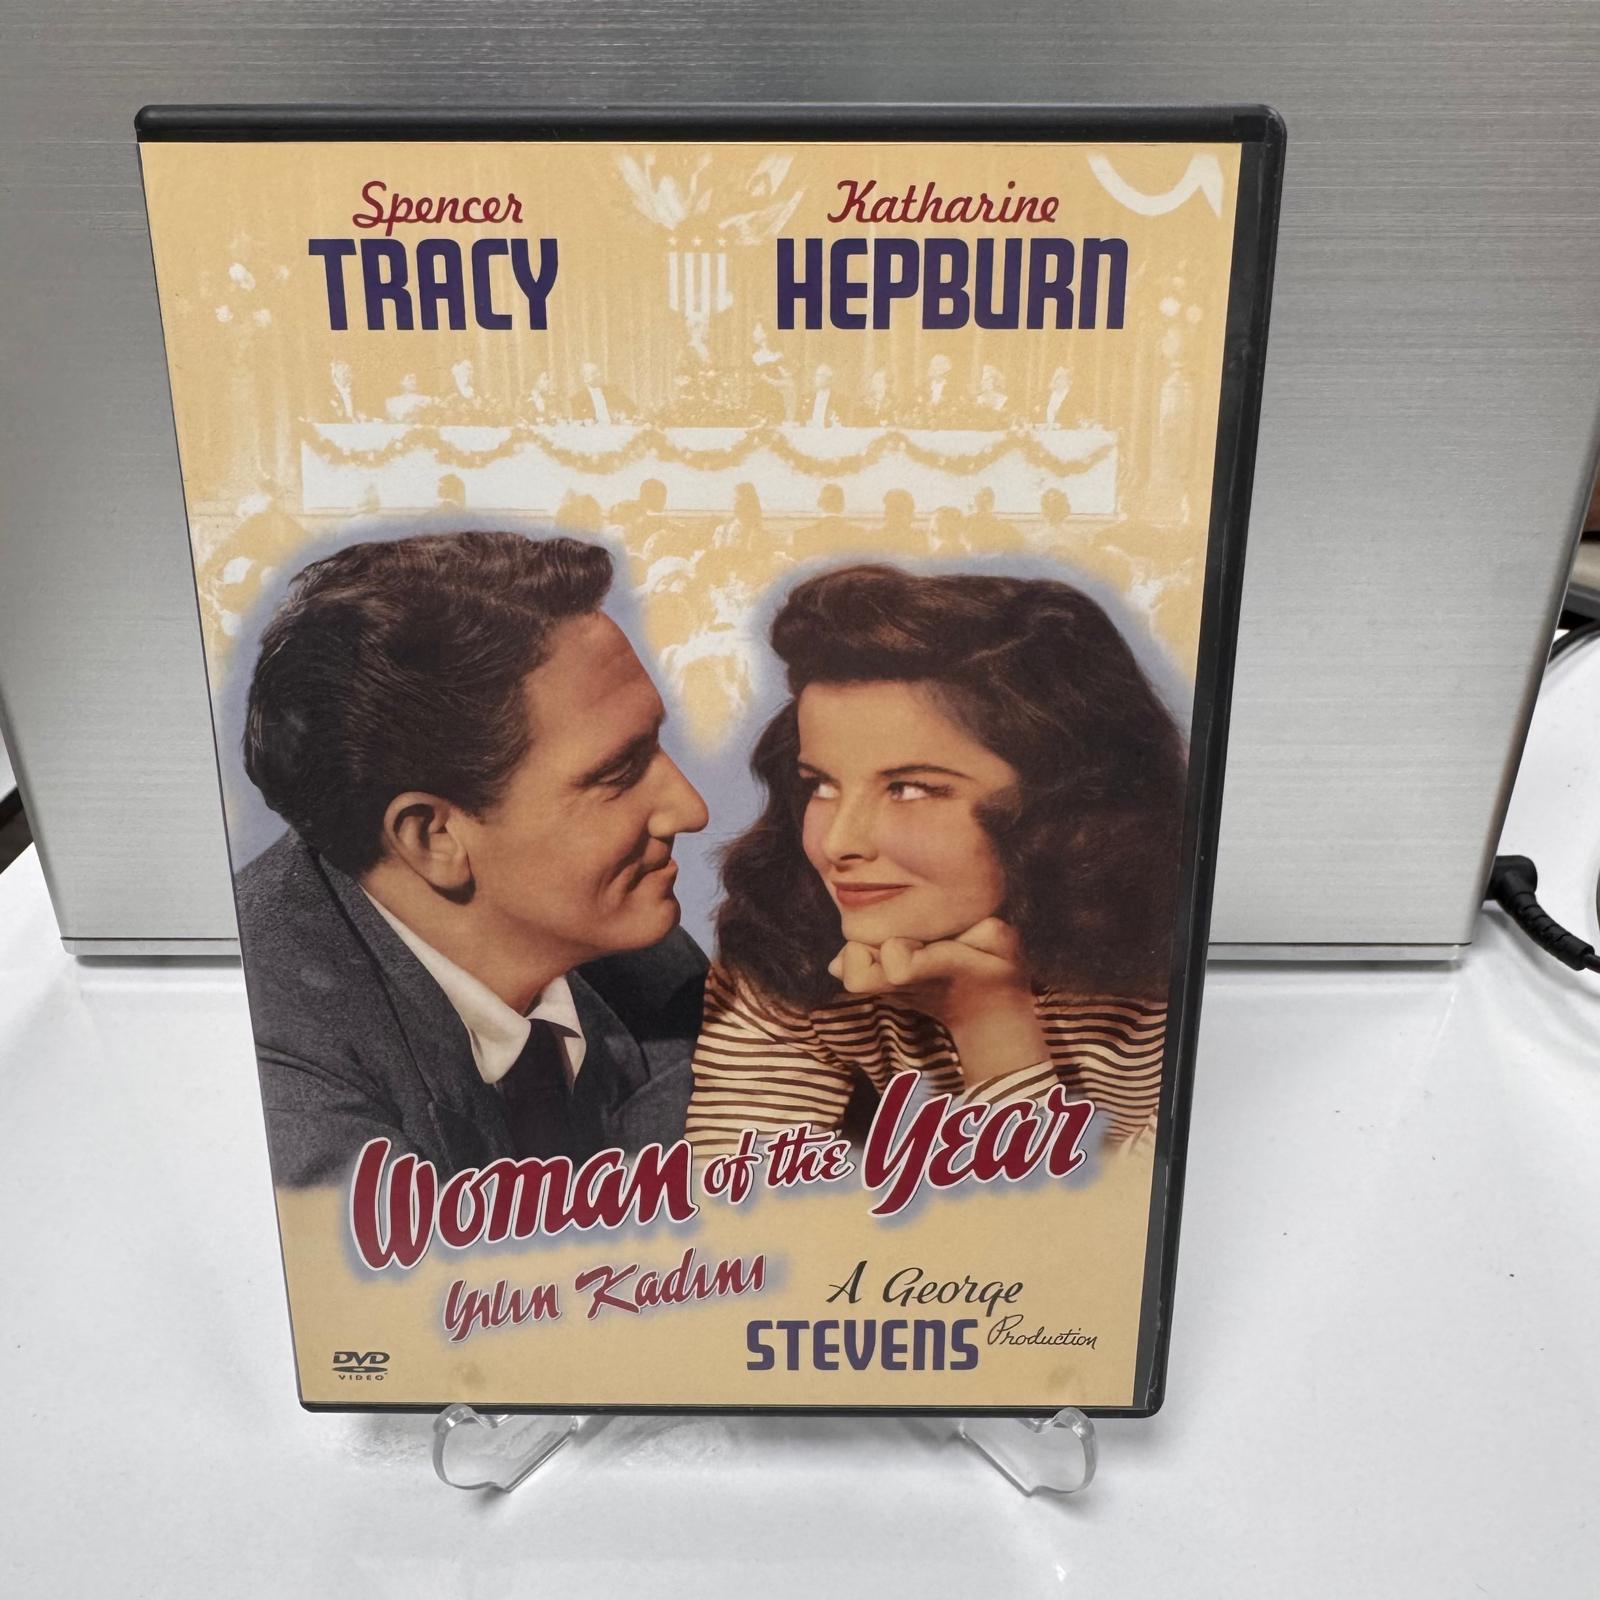 Spencer
TRACY
Katharine
HEPBURN
Woman of the Year
Yılın Kadını
A George
STEVENS Production
DVD
VIDEO